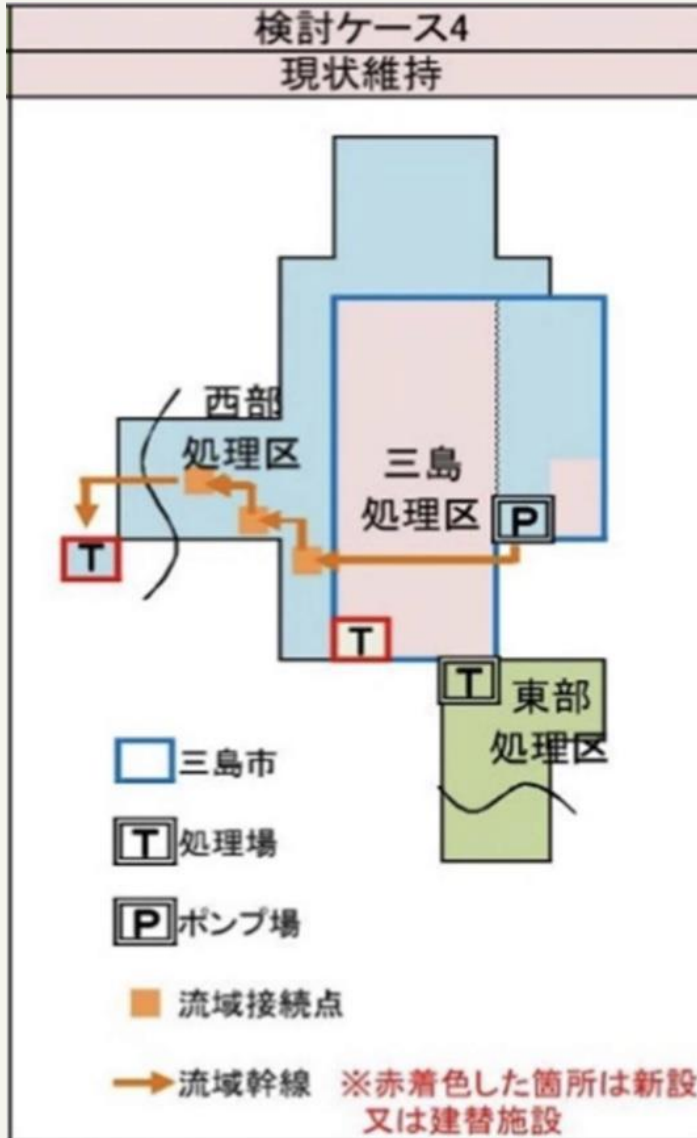 検討ケース4
現状維持
西部
処理区
三島
処理区
P
T
T
T
東部
処理区
三島市
T 処理場
P ポンプ場
流域接続点
流域幹線
※赤着色した箇所は新設
又は建替施設